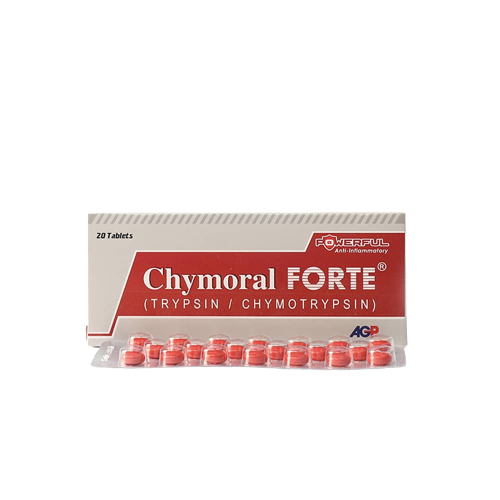 20 Tablets
POWERFUL
Anti-Inflammatory
Chymoral FORTE®
(TRYPSIN / CHYMOTRYPSIN)
AGP